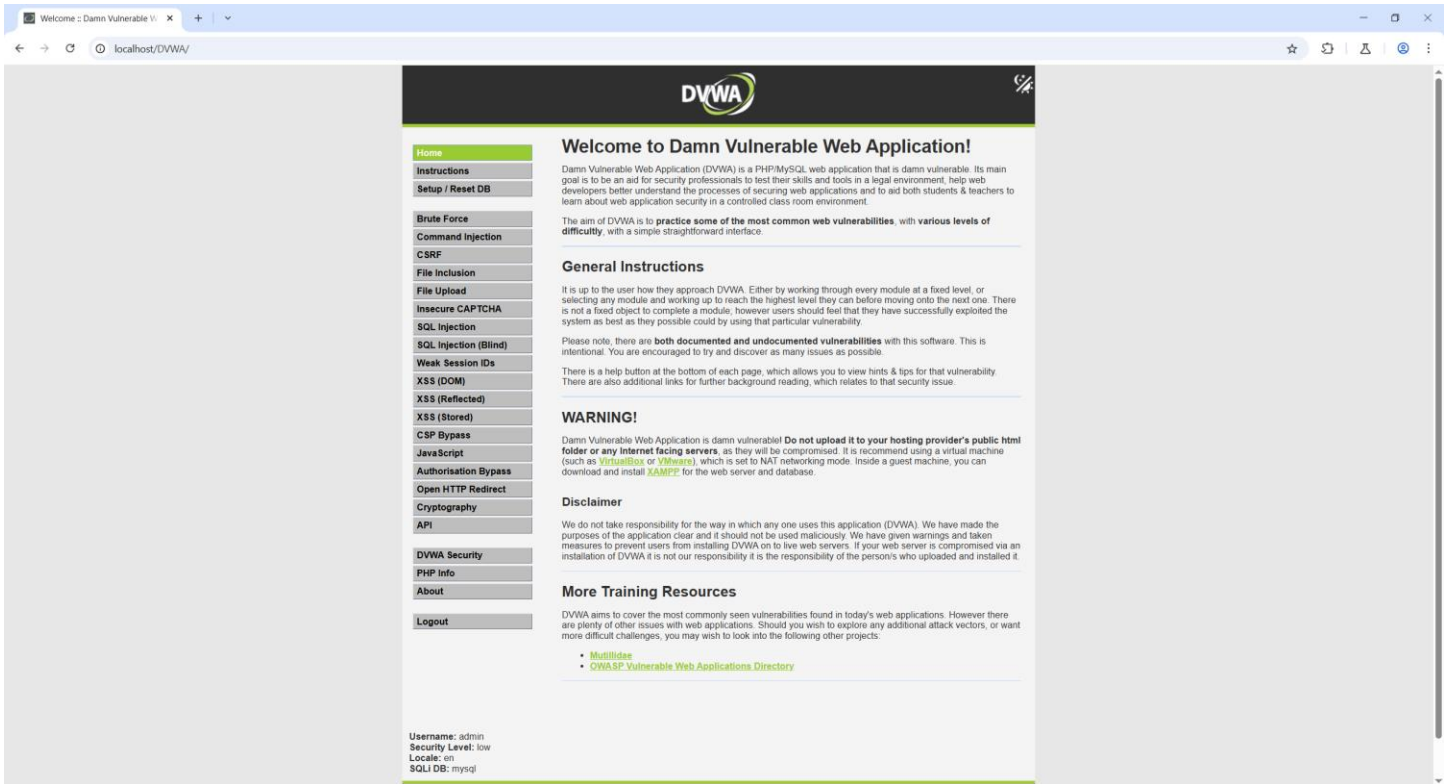 Welcome :: Damn Vulnerable W
localhost/DVWA/
DVWA
Home
Instructions
Setup / Reset DB
Brute Force
Command Injection
CSRF
File Inclusion
File Upload
Insecure CAPTCHA
SQL Injection
SQL Injection (Blind)
Weak Session IDs
XSS (DOM)
XSS (Reflected)
XSS (Stored)
CSP Bypass
JavaScript
Authorisation Bypass
Open HTTP Redirect
Cryptography
API
DVWA Security
PHP Info
About
Logout
Welcome to Damn Vulnerable Web Application!
Damn Vulnerable Web Application (DVWA) is a PHP/MySQL web application that is damn vulnerable. Its main
goal is to be an aid for security professionals to test their skills and tools in a legal environment, help web
developers better understand the processes of securing web applications and to aid both students & teachers to
learn about web application security in a controlled class room environment.
The aim of DVWA is to practice some of the most common web vulnerabilities, with various levels of
difficultly, with a simple straightforward interface.
General Instructions
It is up to the user how they approach DVWA. Either by working through every module at a fixed level, or
selecting any module and working up to reach the highest level they can before moving onto the next one. There
is not a fixed object to complete a module; however users should feel that they have successfully exploited the
system as best as they possible could by using that particular vulnerability.
Please note, there are both documented and undocumented vulnerabilities with this software. This is
intentional. You are encouraged to try and discover as many issues as possible.
There is a help button at the bottom of each page, which allows you to view hints & tips for that vulnerability.
There are also additional links for further background reading, which relates to that security issue.
WARNING!
Damn Vulnerable Web Application is damn vulnerable! Do not upload it to your hosting provider's public html
folder or any Internet facing servers, as they will be compromised. It is recommend using a virtual machine
(such as VirtualBox or VMware), which is set to NAT networking mode. Inside a guest machine, you can
download and install XAMPP for the web server and database.
Disclaimer
We do not take responsibility for the way in which any one uses this application (DVWA). We have made the
purposes of the application clear and it should not be used maliciously. We have given warnings and taken
measures to prevent users from installing DVWA on to live web servers. If your web server is compromised via an
installation of DVWA it is not our responsibility it is the responsibility of the person/s who uploaded and installed it.
More Training Resources
DVWA aims to cover the most commonly seen vulnerabilities found in today's web applications. However there
are plenty of other issues with web applications. Should you wish to explore any additional attack vectors, or want
more difficult challenges, you may wish to look into the following other projects:
• Mutillidae
• OWASP Vulnerable Web Applications Directory
Username: admin
Security Level: low
Locale: en
SQLi DB: mysql